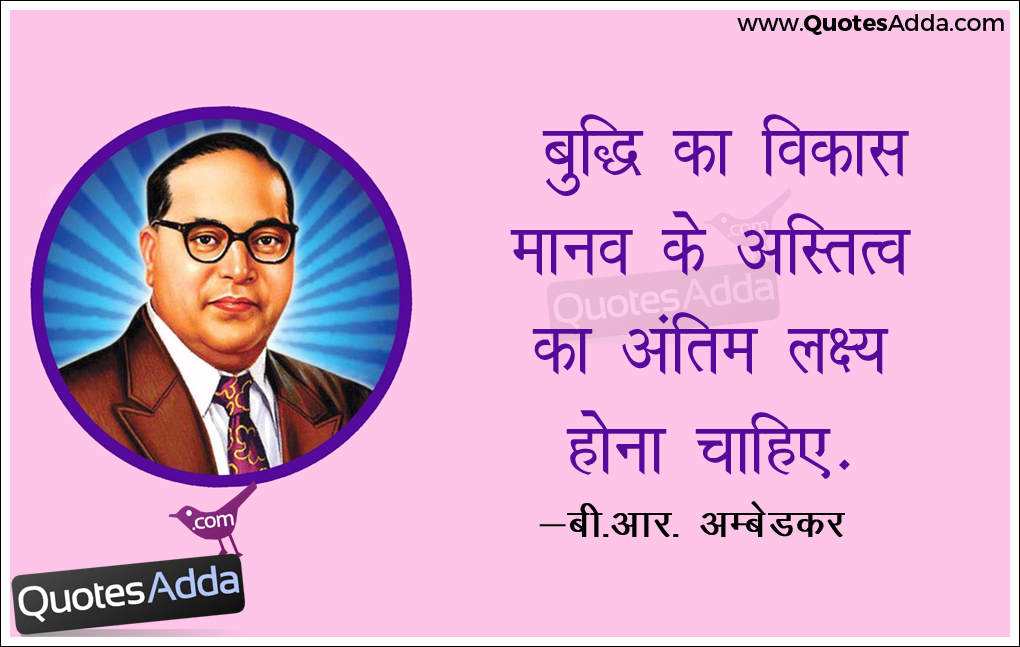 www.QuotesAdda.com
बुद्धि का विकास
मानव के अस्तित्व
का अंतिम लक्ष्य
होना चाहिए.
–बी.आर. अम्बेडकर
.com
QuotesAdda
.com
QuotesAdda